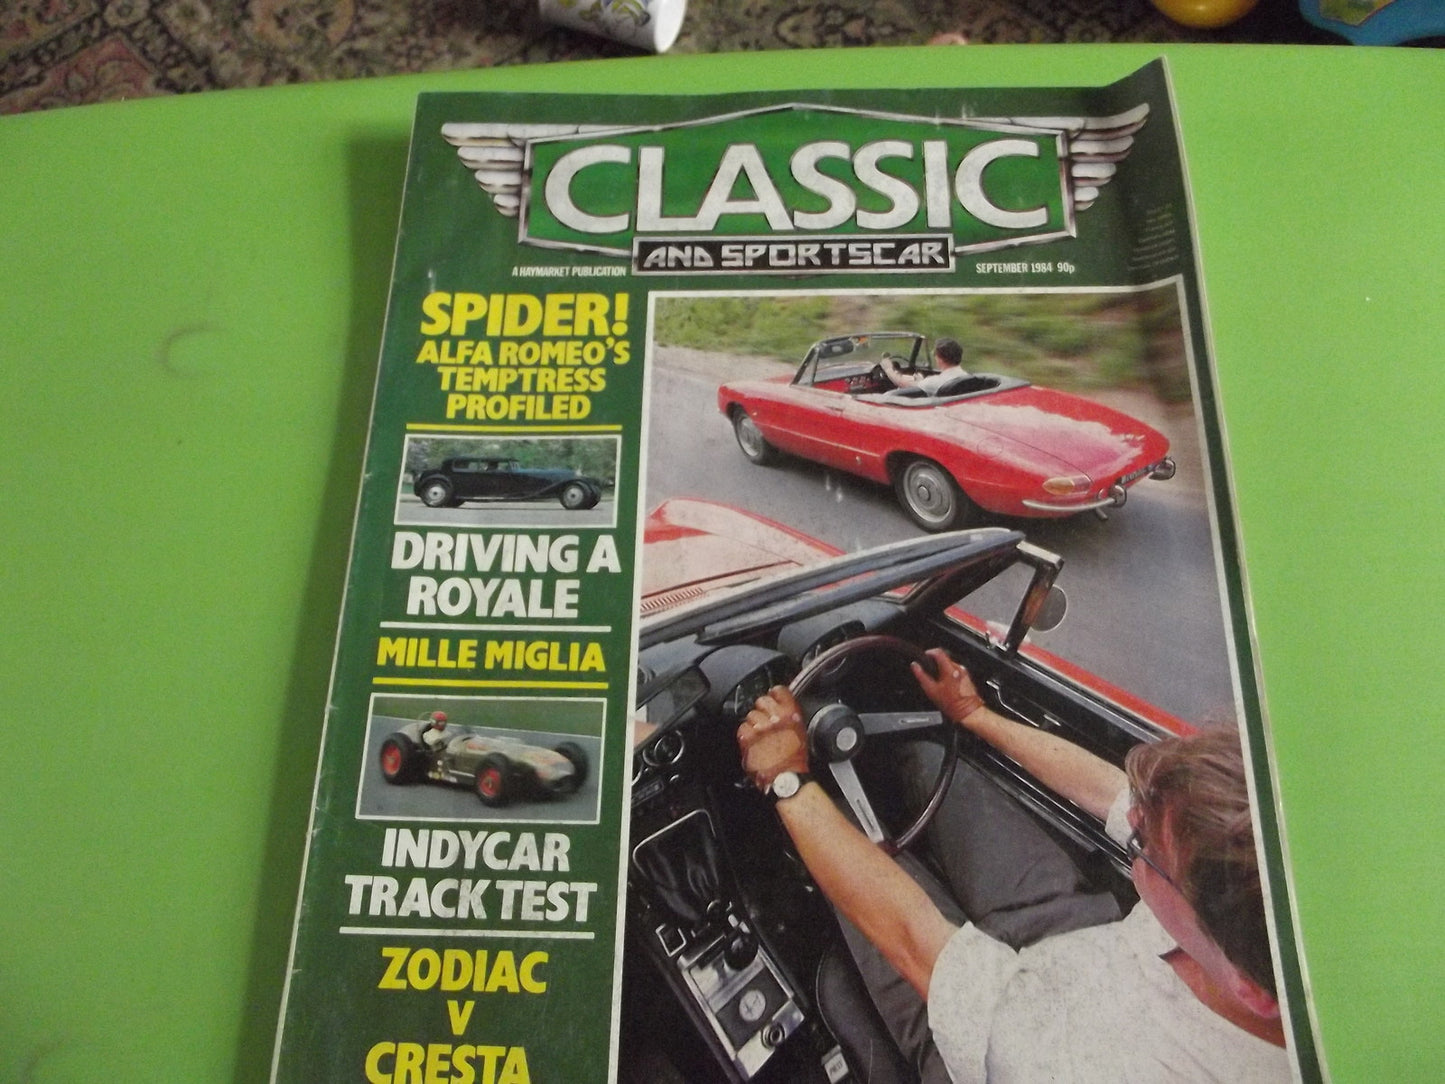 CLASSIC
AND SPORTSCAR
A HAYMARKET PUBLICATION
SEPTEMBER 1984 90p
SPIDER!
ALFA ROMEO'S
TEMPTRESS
PROFILED
DRIVING A
ROYALE
MILLE MIGLIA
INDYCAR
TRACK TEST
ZODIAC
V
CRESTA